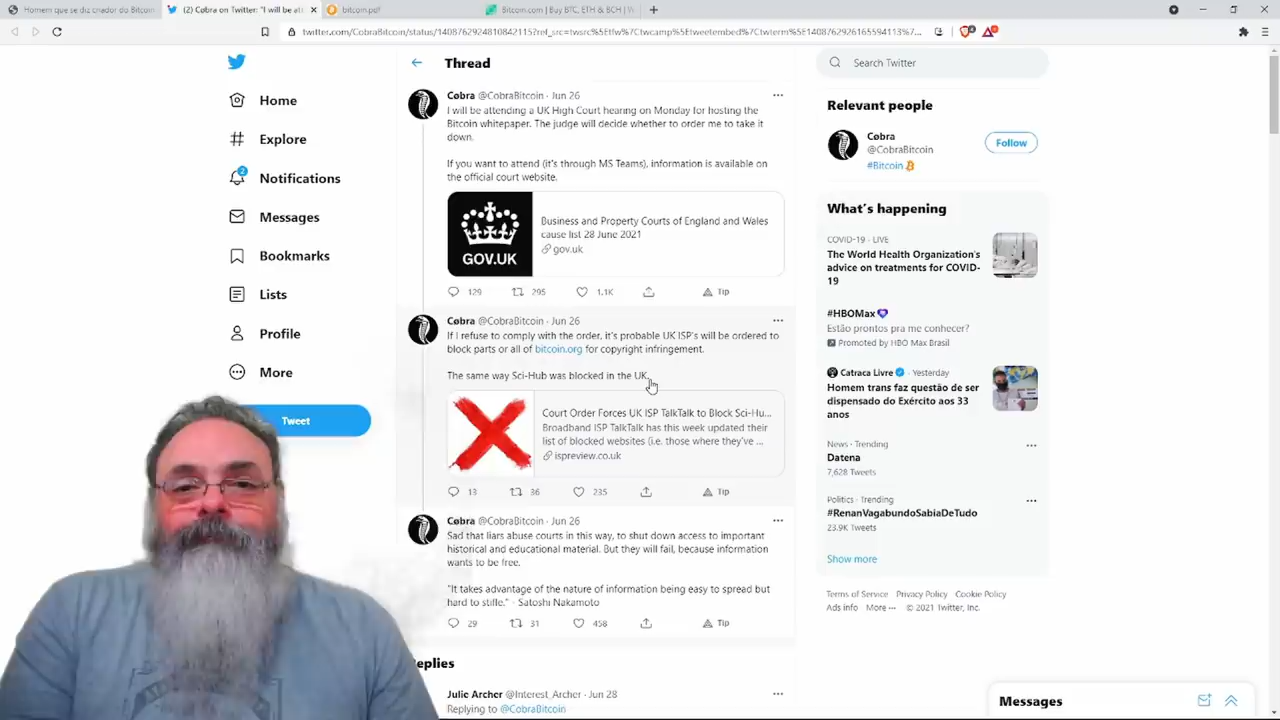 Homem que se diz criador do Bitcoin
(2) Cøbra on Twitter: "I will be at
bitcoin.pdf
Bitcoin.com | Buy BTC, ETH & BCH | W
twitter.com/CobraBitcoin/status/1408762924810842115?ref_src=twsrc%5Etfw%7Ctwcamp%5Etweetembed%7Ctwterm%5E1408762926165594113%7...
Home
Explore
2
Notifications
Messages
Bookmarks
Lists
Profile
More
Tweet
Thread
Cøbra @CobraBitcoin · Jun 26
I will be attending a UK High Court hearing on Monday for hosting the
Bitcoin whitepaper. The judge will decide whether to order me to take it
down.
If you want to attend (it's through MS Teams), information is available on
the official court website.
GOV.UK
Business and Property Courts of England and Wales
cause list 28 June 2021
gov.uk
129 295 1.1K Tip
Cøbra @CobraBitcoin · Jun 26
If I refuse to comply with the order, it's probable UK ISP's will be ordered to
block parts or all of bitcoin.org for copyright infringement.
The same way Sci-Hub was blocked in the UK.
Court Order Forces UK ISP TalkTalk to Block Sci-Hu...
Broadband ISP TalkTalk has this week updated their
list of blocked websites (i.e. those where they've ...
ispreview.co.uk
13 36 235 Tip
Cøbra @CobraBitcoin · Jun 26
Sad that liars abuse courts in this way, to shut down access to important
historical and educational material. But they will fail, because information
wants to be free.
"It takes advantage of the nature of information being easy to spread but
hard to stifle." - Satoshi Nakamoto
29 31 458 Tip
eplies
Julie Archer @Interest_Archer · Jun 28
Replying to @CobraBitcoin
Search Twitter
Relevant people
Cøbra
@CobraBitcoin
#Bitcoin
Follow
What's happening
COVID-19 · LIVE
The World Health Organization's
advice on treatments for COVID-
19
#HBOMax
Estão prontos pra me conhecer?
Promoted by HBO Max Brasil
Catraca Livre · Yesterday
Homem trans faz questão de ser
dispensado do Exército aos 33
anos
News · Trending
Datena
7,628 Tweets
Politics · Trending
#RenanVagabundoSabiaDeTudo
23.9K Tweets
Show more
Terms of Service Privacy Policy Cookie Policy
Ads info More ··· © 2021 Twitter, Inc.
Messages